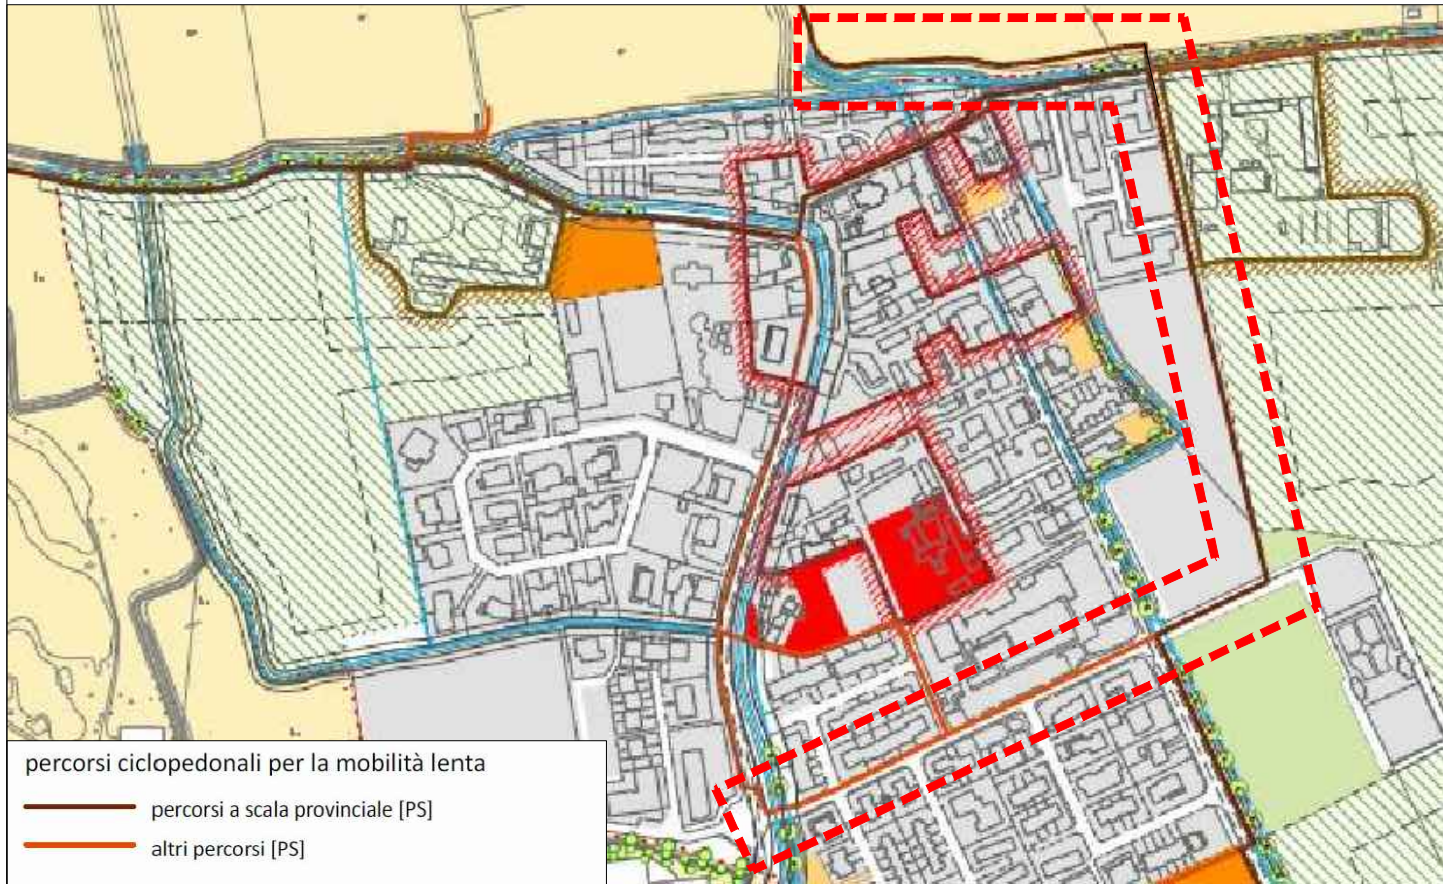 percorsi ciclopedonali per la mobilità lenta
percorsi a scala provinciale [PS]
altri percorsi [PS]